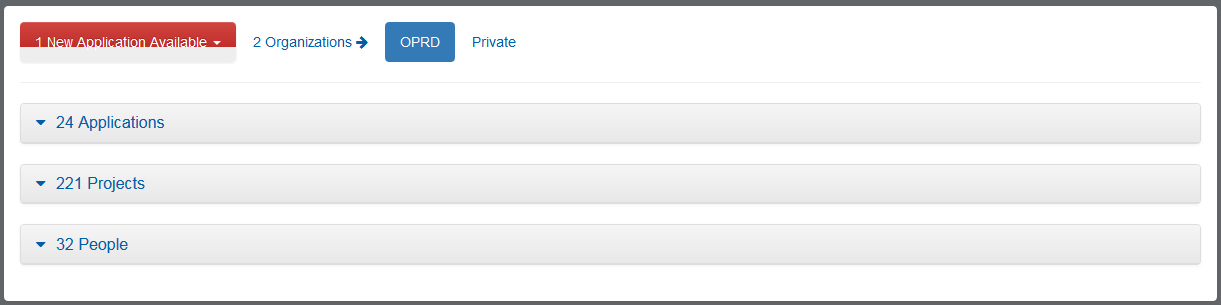 1 New Application Available
2 Organizations
OPRD
Private
24 Applications
221 Projects
32 People